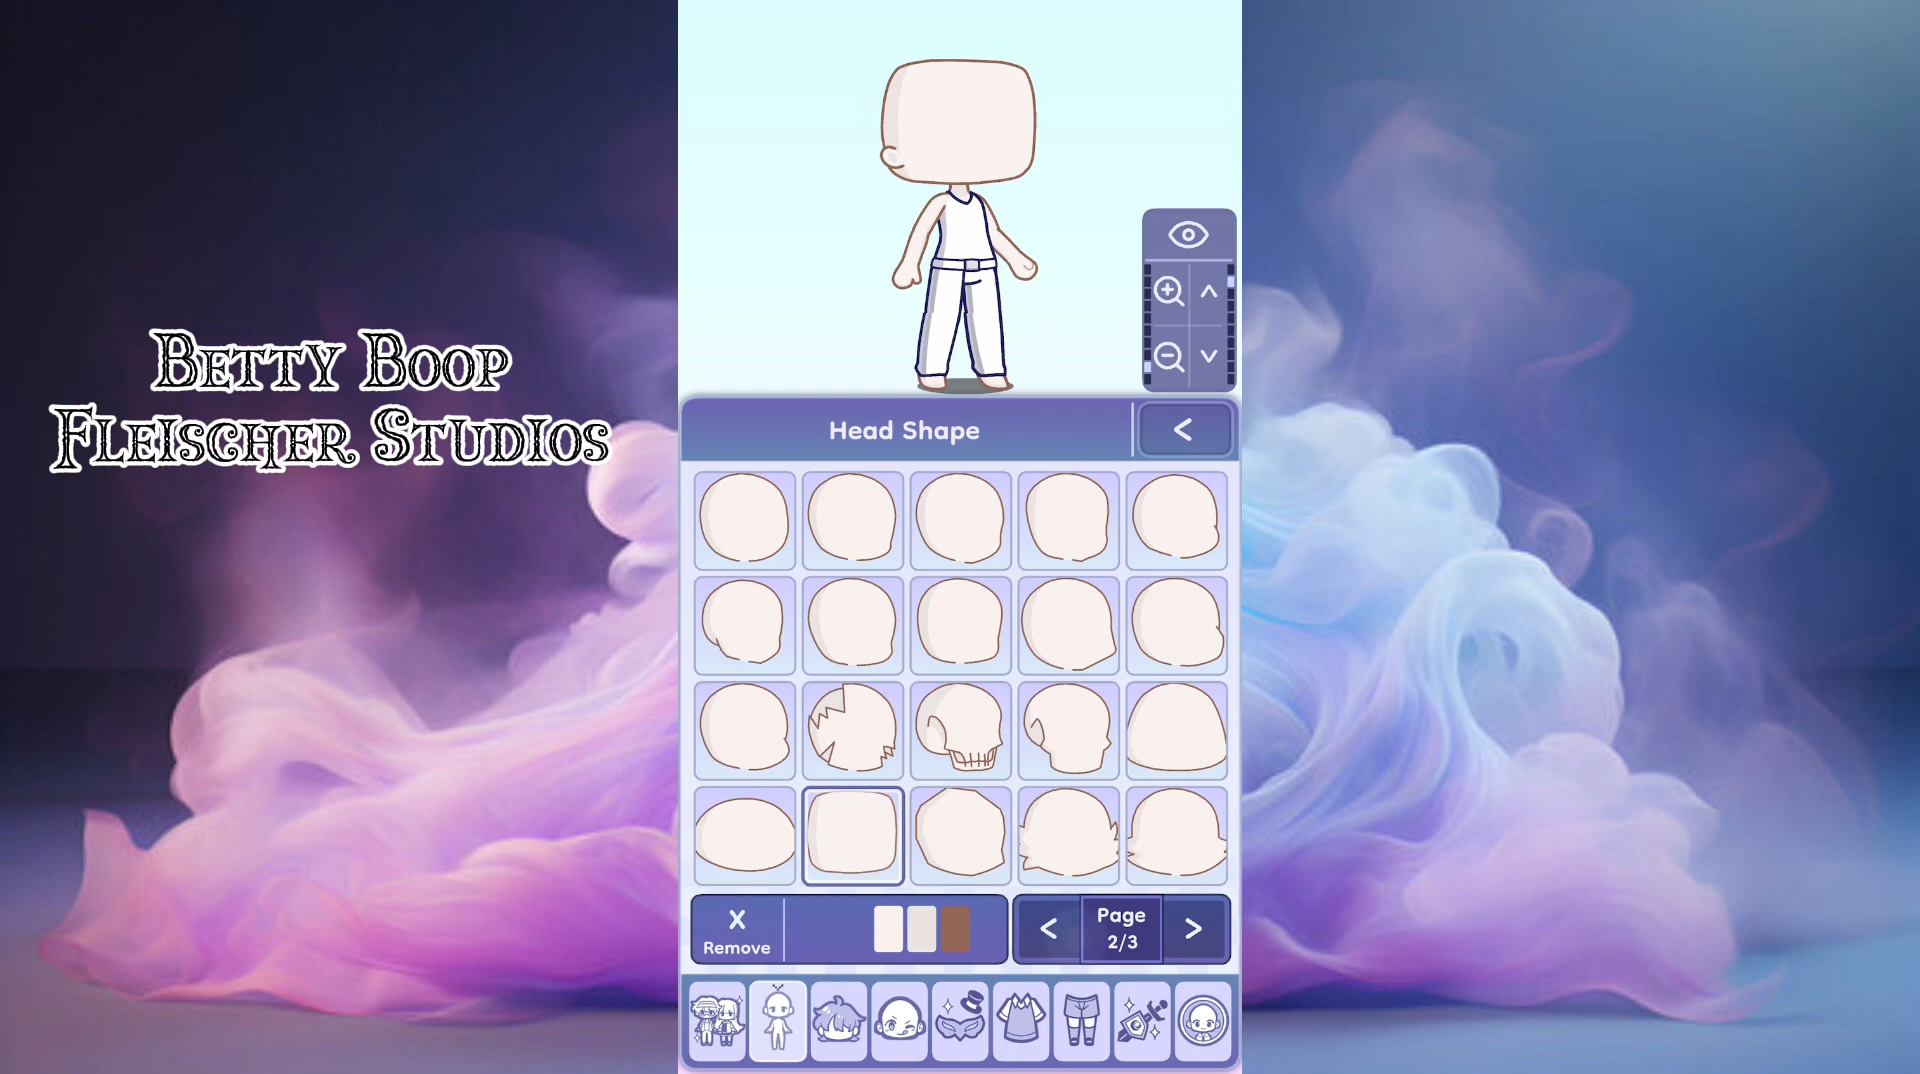 Betty Boop
Fleischer Studios
Head Shape
X
Remove
Page
2/3